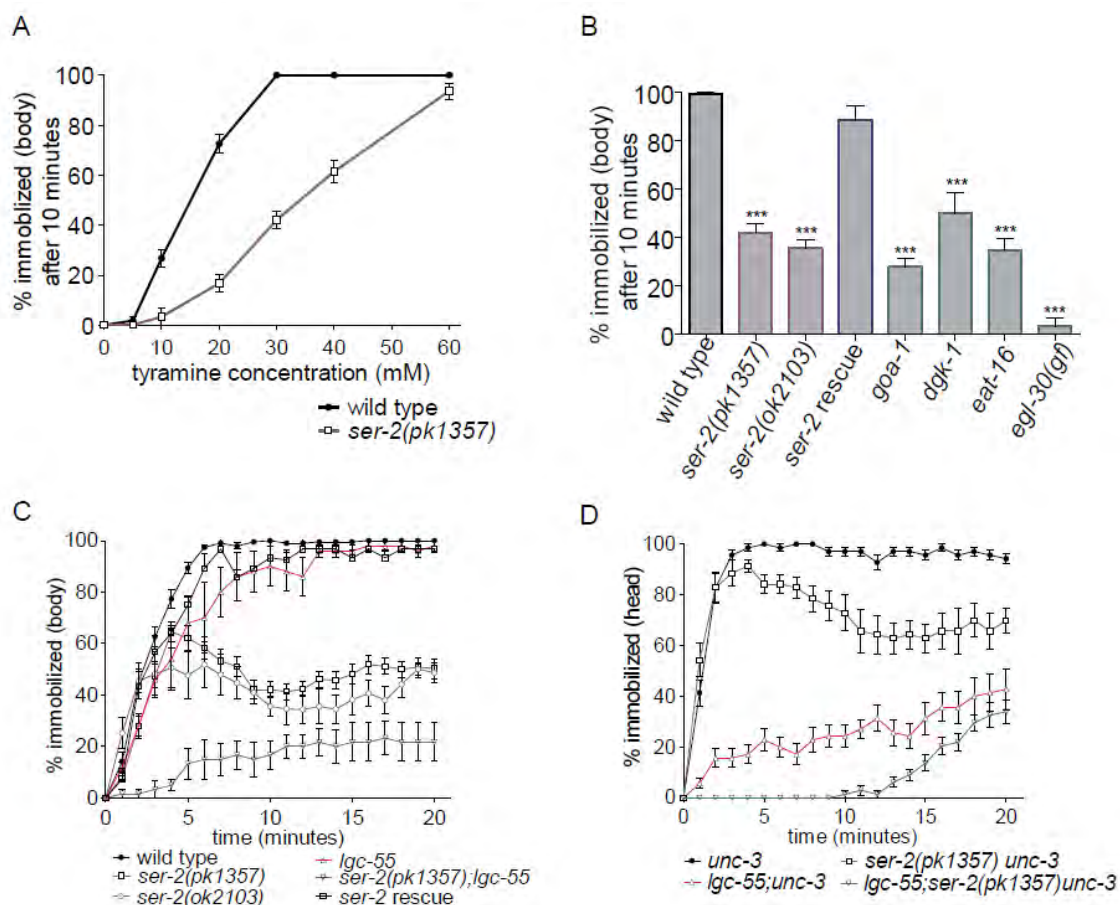 A
B
% immobilized (body)
after 10 minutes
100
80
60
40
20
0
0
10
20
30
40
50
60
tyramine concentration (mM)
wild type
ser-2(pk1357)
% immobilized (body)
after 10 minutes
100
80
60
40
20
0
***
***
***
***
***
***
wild type
ser-2(pk1357)
ser-2(ok2103)
ser-2 rescue
goa-1
dgk-1
eat-16
egl-30(gf)
C
D
% immobilized (body)
100
80
60
40
20
0
0
5
10
15
20
time (minutes)
wild type
lgc-55
ser-2(pk1357)
ser-2(pk1357);lgc-55
ser-2(ok2103)
ser-2 rescue
% immobilized (head)
100
80
60
40
20
0
0
5
10
15
20
time (minutes)
unc-3
ser-2(pk1357) unc-3
lgc-55;unc-3
lgc-55;ser-2(pk1357)unc-3